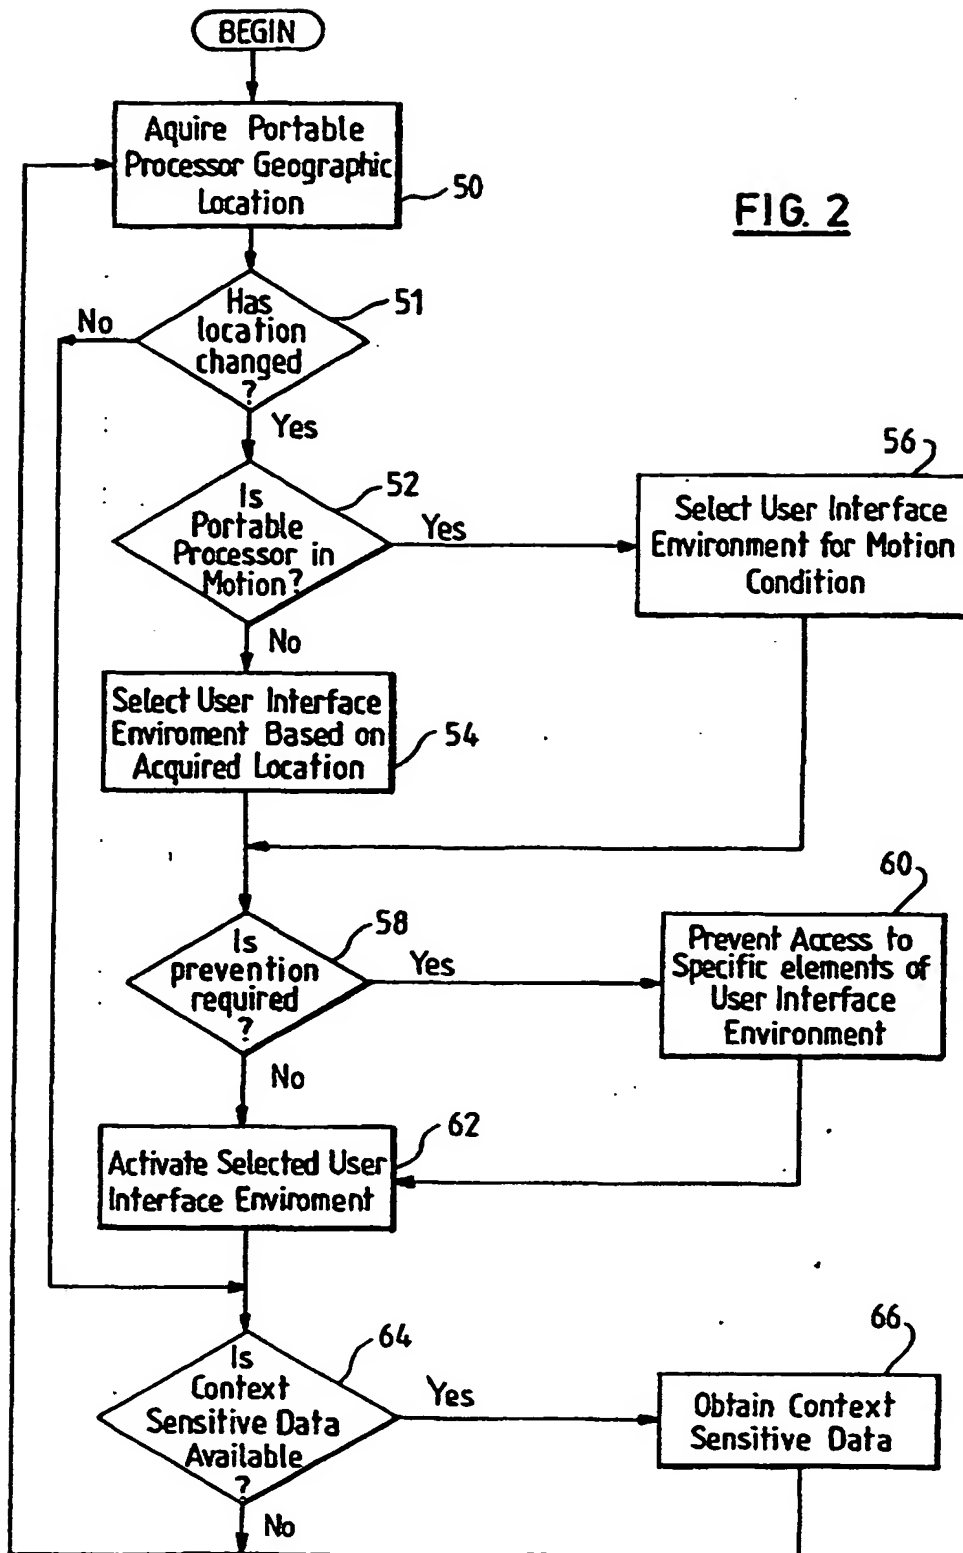 BEGIN
Aquire Portable
Processor Geographic
Location
50
FIG. 2
Has
location
changed
?
51
No
Yes
Is
Portable
Processor in
Motion?
52
Yes
No
56
Select User Interface
Environment for Motion
Condition
Select User Interface
Enviroment Based on
Acquired Location
54
Is
prevention
required
?
58
Yes
No
60
Prevent Access to
Specific elements of
User Interface
Environment
Activate Selected User
Interface Enviroment
62
Is
Context
Sensitive Data
Available
?
64
Yes
No
66
Obtain Context
Sensitive Data